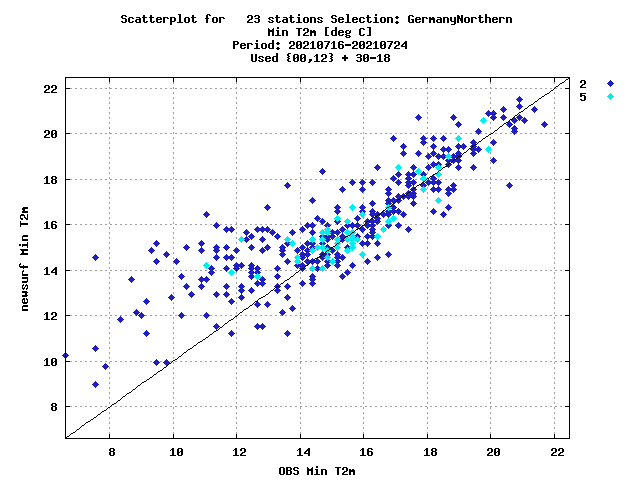 Scatterplot for   23 stations Selection: GermanyNorthern
Min T2m [deg C]
Period: 20210716-20210724
Used {00,12} + 30-18
2
5
22
20
18
16
14
12
10
8
newsurf Min T2m
8 10 12 14 16 18 20 22
OBS Min T2m